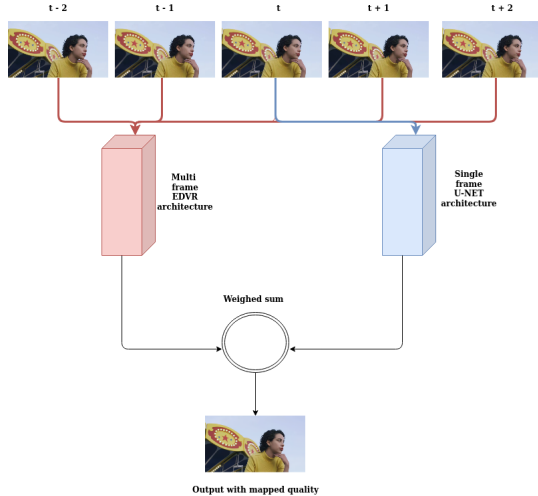 t - 2
t - 1
t
t + 1
t + 2
Multi
frame
EDVR
architecture
Single
frame
U-NET
architecture
Weighed sum
Output with mapped quality